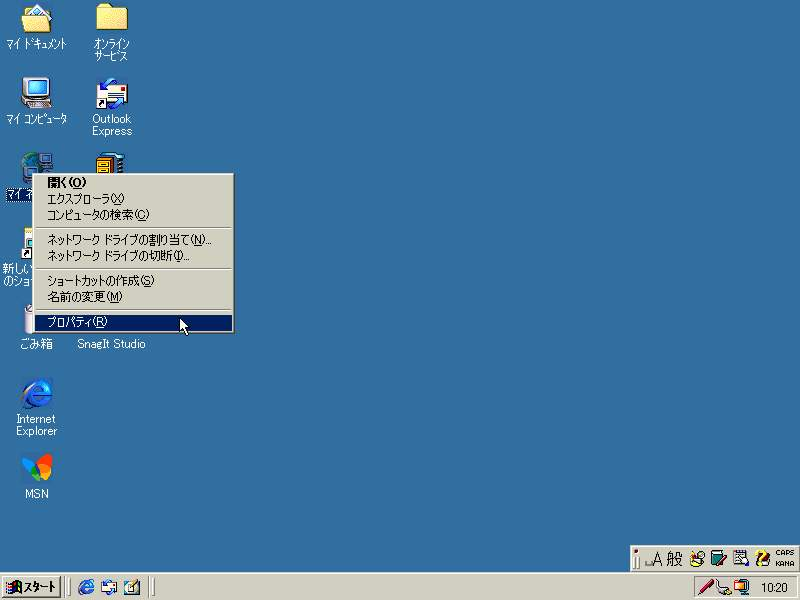 マイ ドキュメント
オンライン
サービス
マイ コンピュータ
Outlook
Express
マイ ネ
開く(O)
エクスプローラ(X)
コンピュータの検索(C)
ネットワーク ドライブの割り当て(N)...
ネットワーク ドライブの切断(I)...
ショートカットの作成(S)
名前の変更(M)
プロパティ(R)
新しい
のショ
ごみ箱
SnagIt Studio
Internet
Explorer
MSN
A 般
CAPS
KANA
スタート
10:20